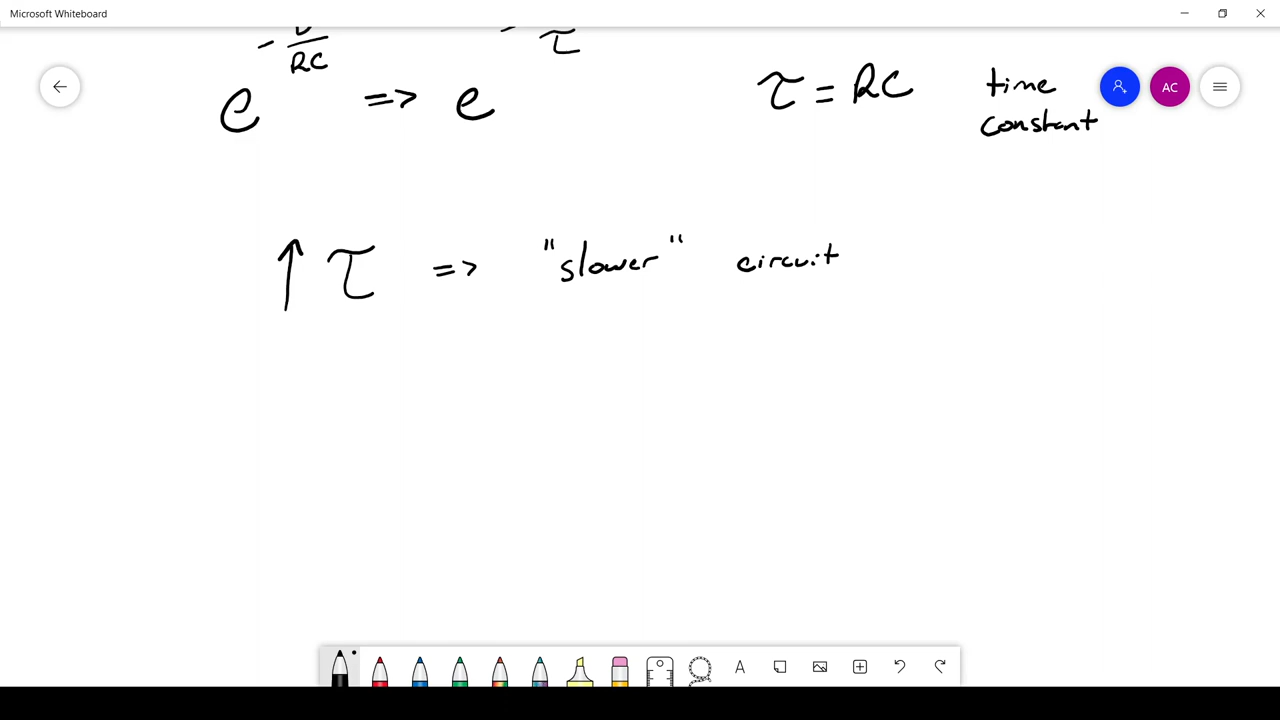 Microsoft Whiteboard
e^{-/RC} => e^{-/τ} τ = RC time constant
↑ τ => "slower" circuit
AC
A